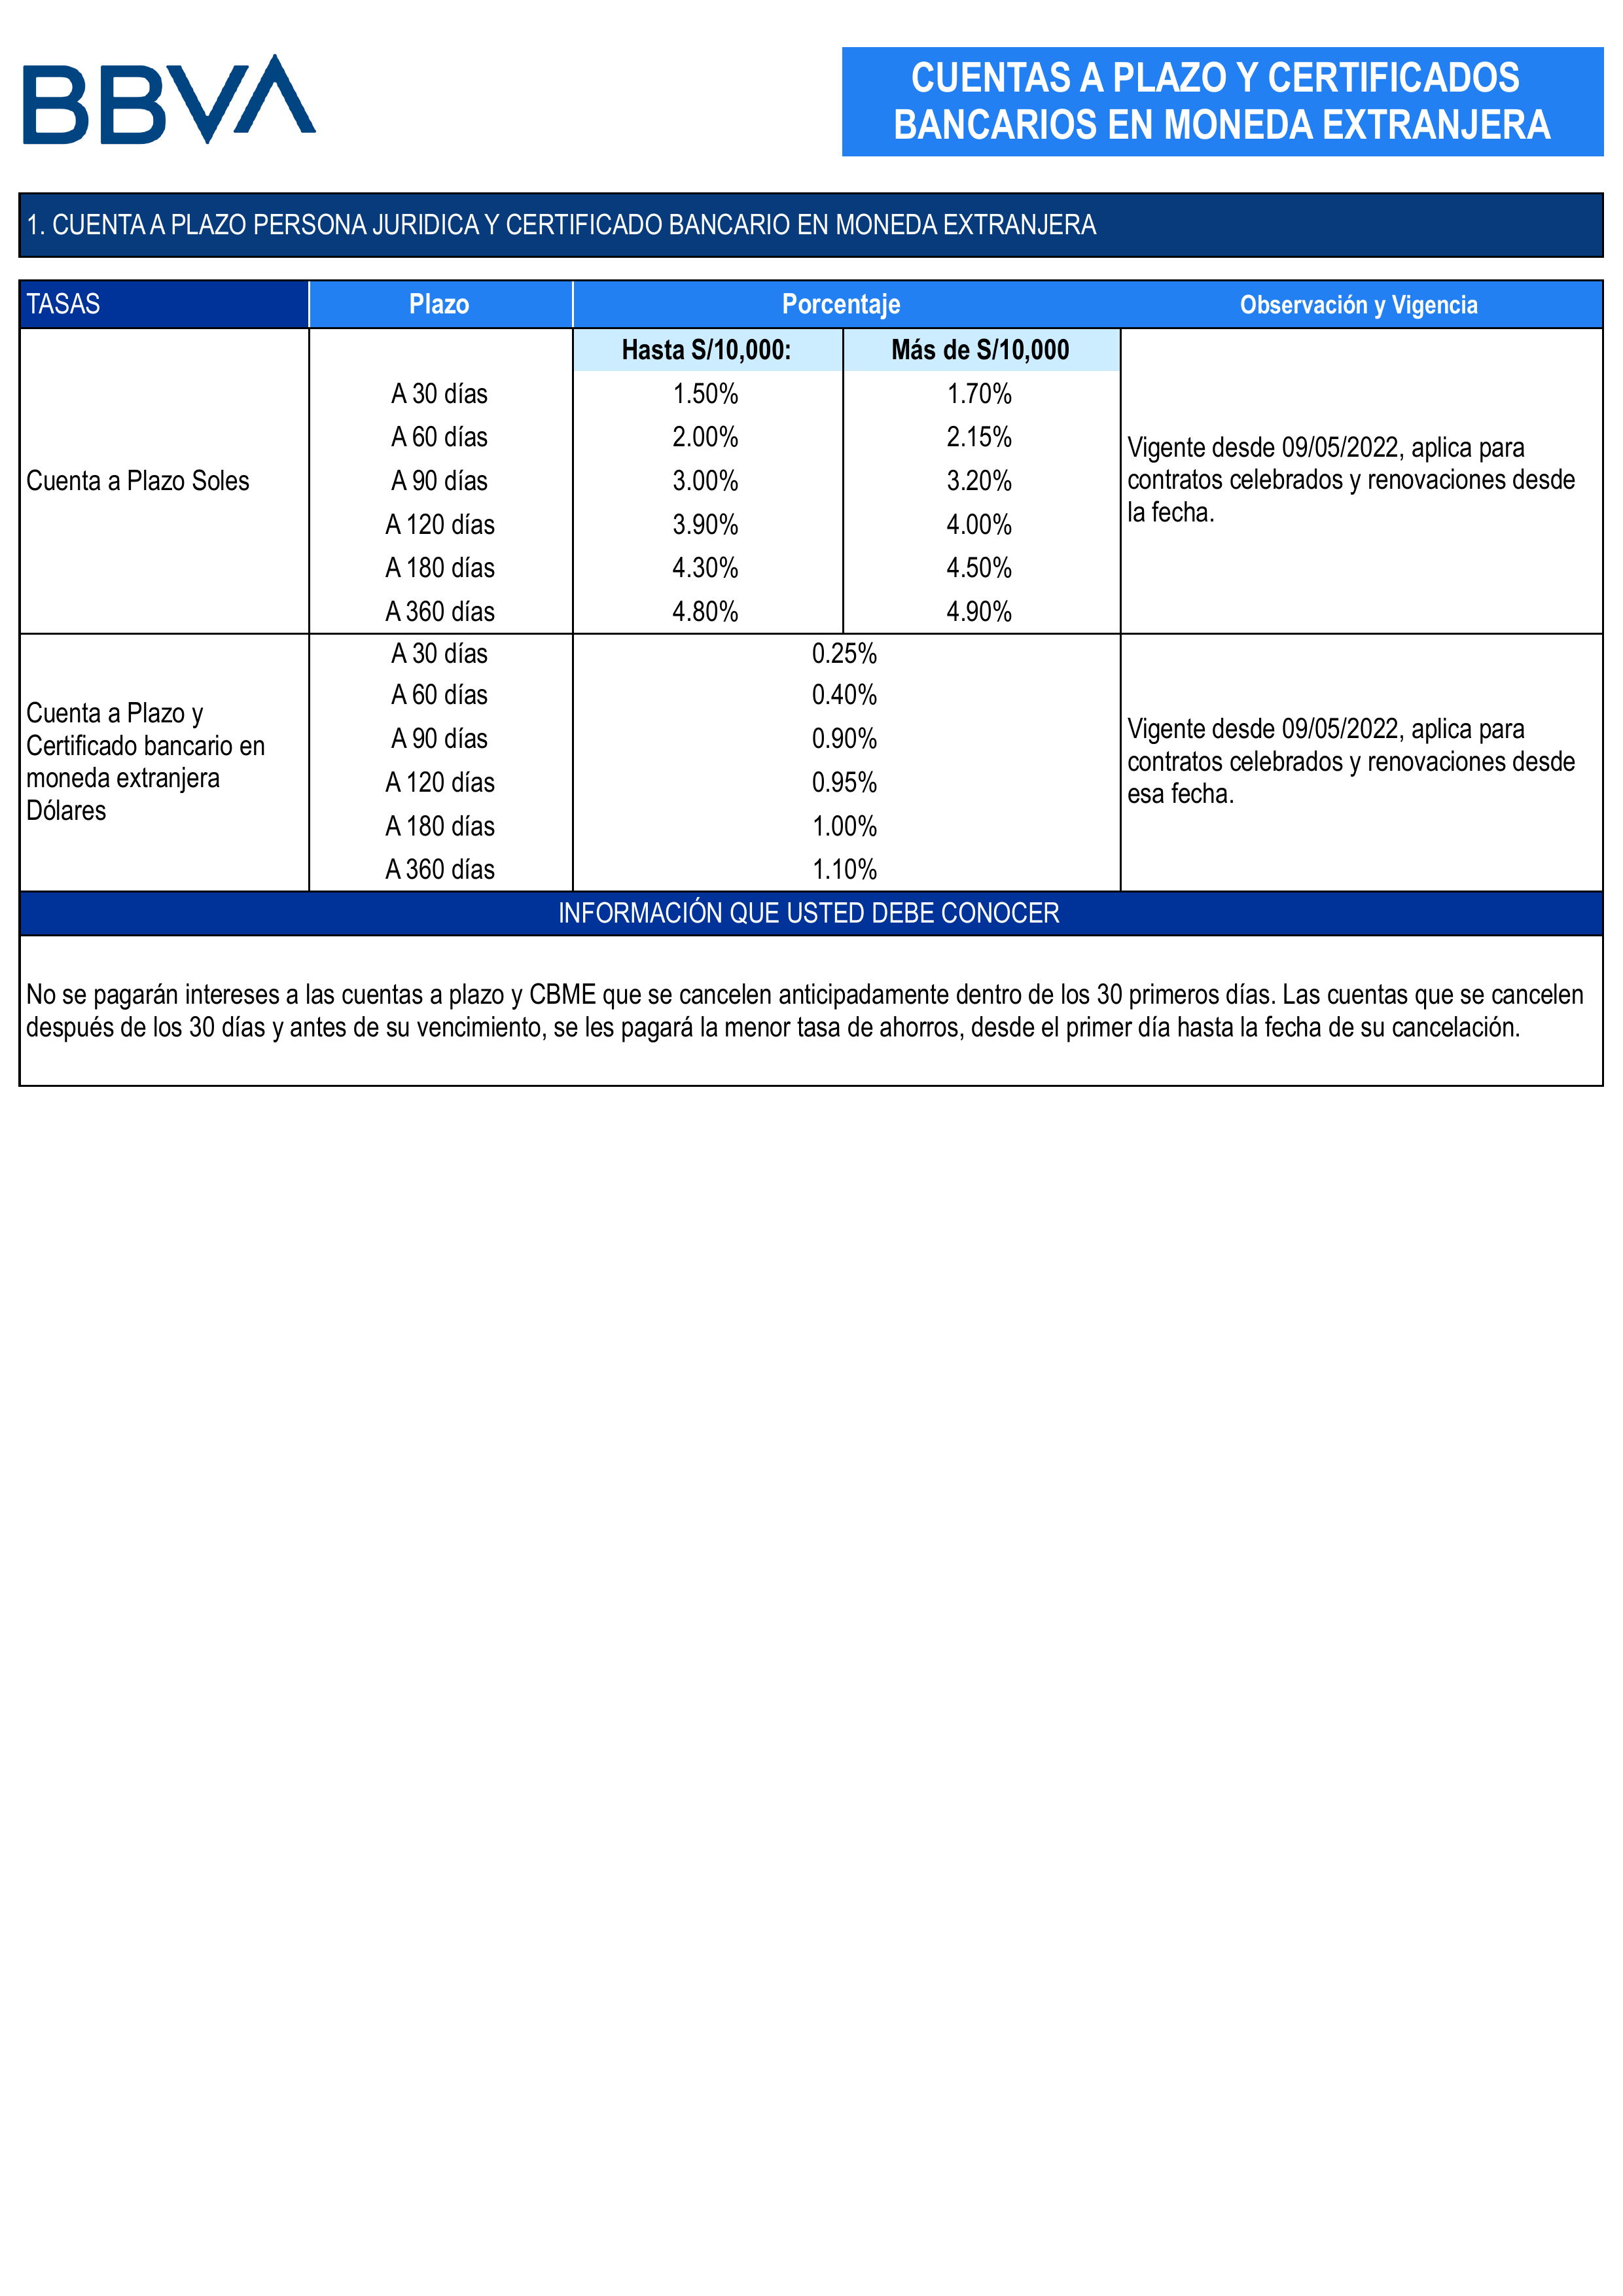 BBVA
CUENTAS A PLAZO Y CERTIFICADOS
BANCARIOS EN MONEDA EXTRANJERA
1. CUENTA A PLAZO PERSONA JURIDICA Y CERTIFICADO BANCARIO EN MONEDA EXTRANJERA
TASAS Plazo Porcentaje Observación y Vigencia
Hasta S/10,000: Más de S/10,000
Cuenta a Plazo Soles
A 30 días 1.50% 1.70%
A 60 días 2.00% 2.15%
A 90 días 3.00% 3.20%
A 120 días 3.90% 4.00%
A 180 días 4.30% 4.50%
A 360 días 4.80% 4.90%
Vigente desde 09/05/2022, aplica para
contratos celebrados y renovaciones desde
la fecha.
Cuenta a Plazo y
Certificado bancario en
moneda extranjera
Dólares
A 30 días 0.25%
A 60 días 0.40%
A 90 días 0.90%
A 120 días 0.95%
A 180 días 1.00%
A 360 días 1.10%
Vigente desde 09/05/2022, aplica para
contratos celebrados y renovaciones desde
esa fecha.
INFORMACIÓN QUE USTED DEBE CONOCER
No se pagarán intereses a las cuentas a plazo y CBME que se cancelen anticipadamente dentro de los 30 primeros días. Las cuentas que se cancelen
después de los 30 días y antes de su vencimiento, se les pagará la menor tasa de ahorros, desde el primer día hasta la fecha de su cancelación.